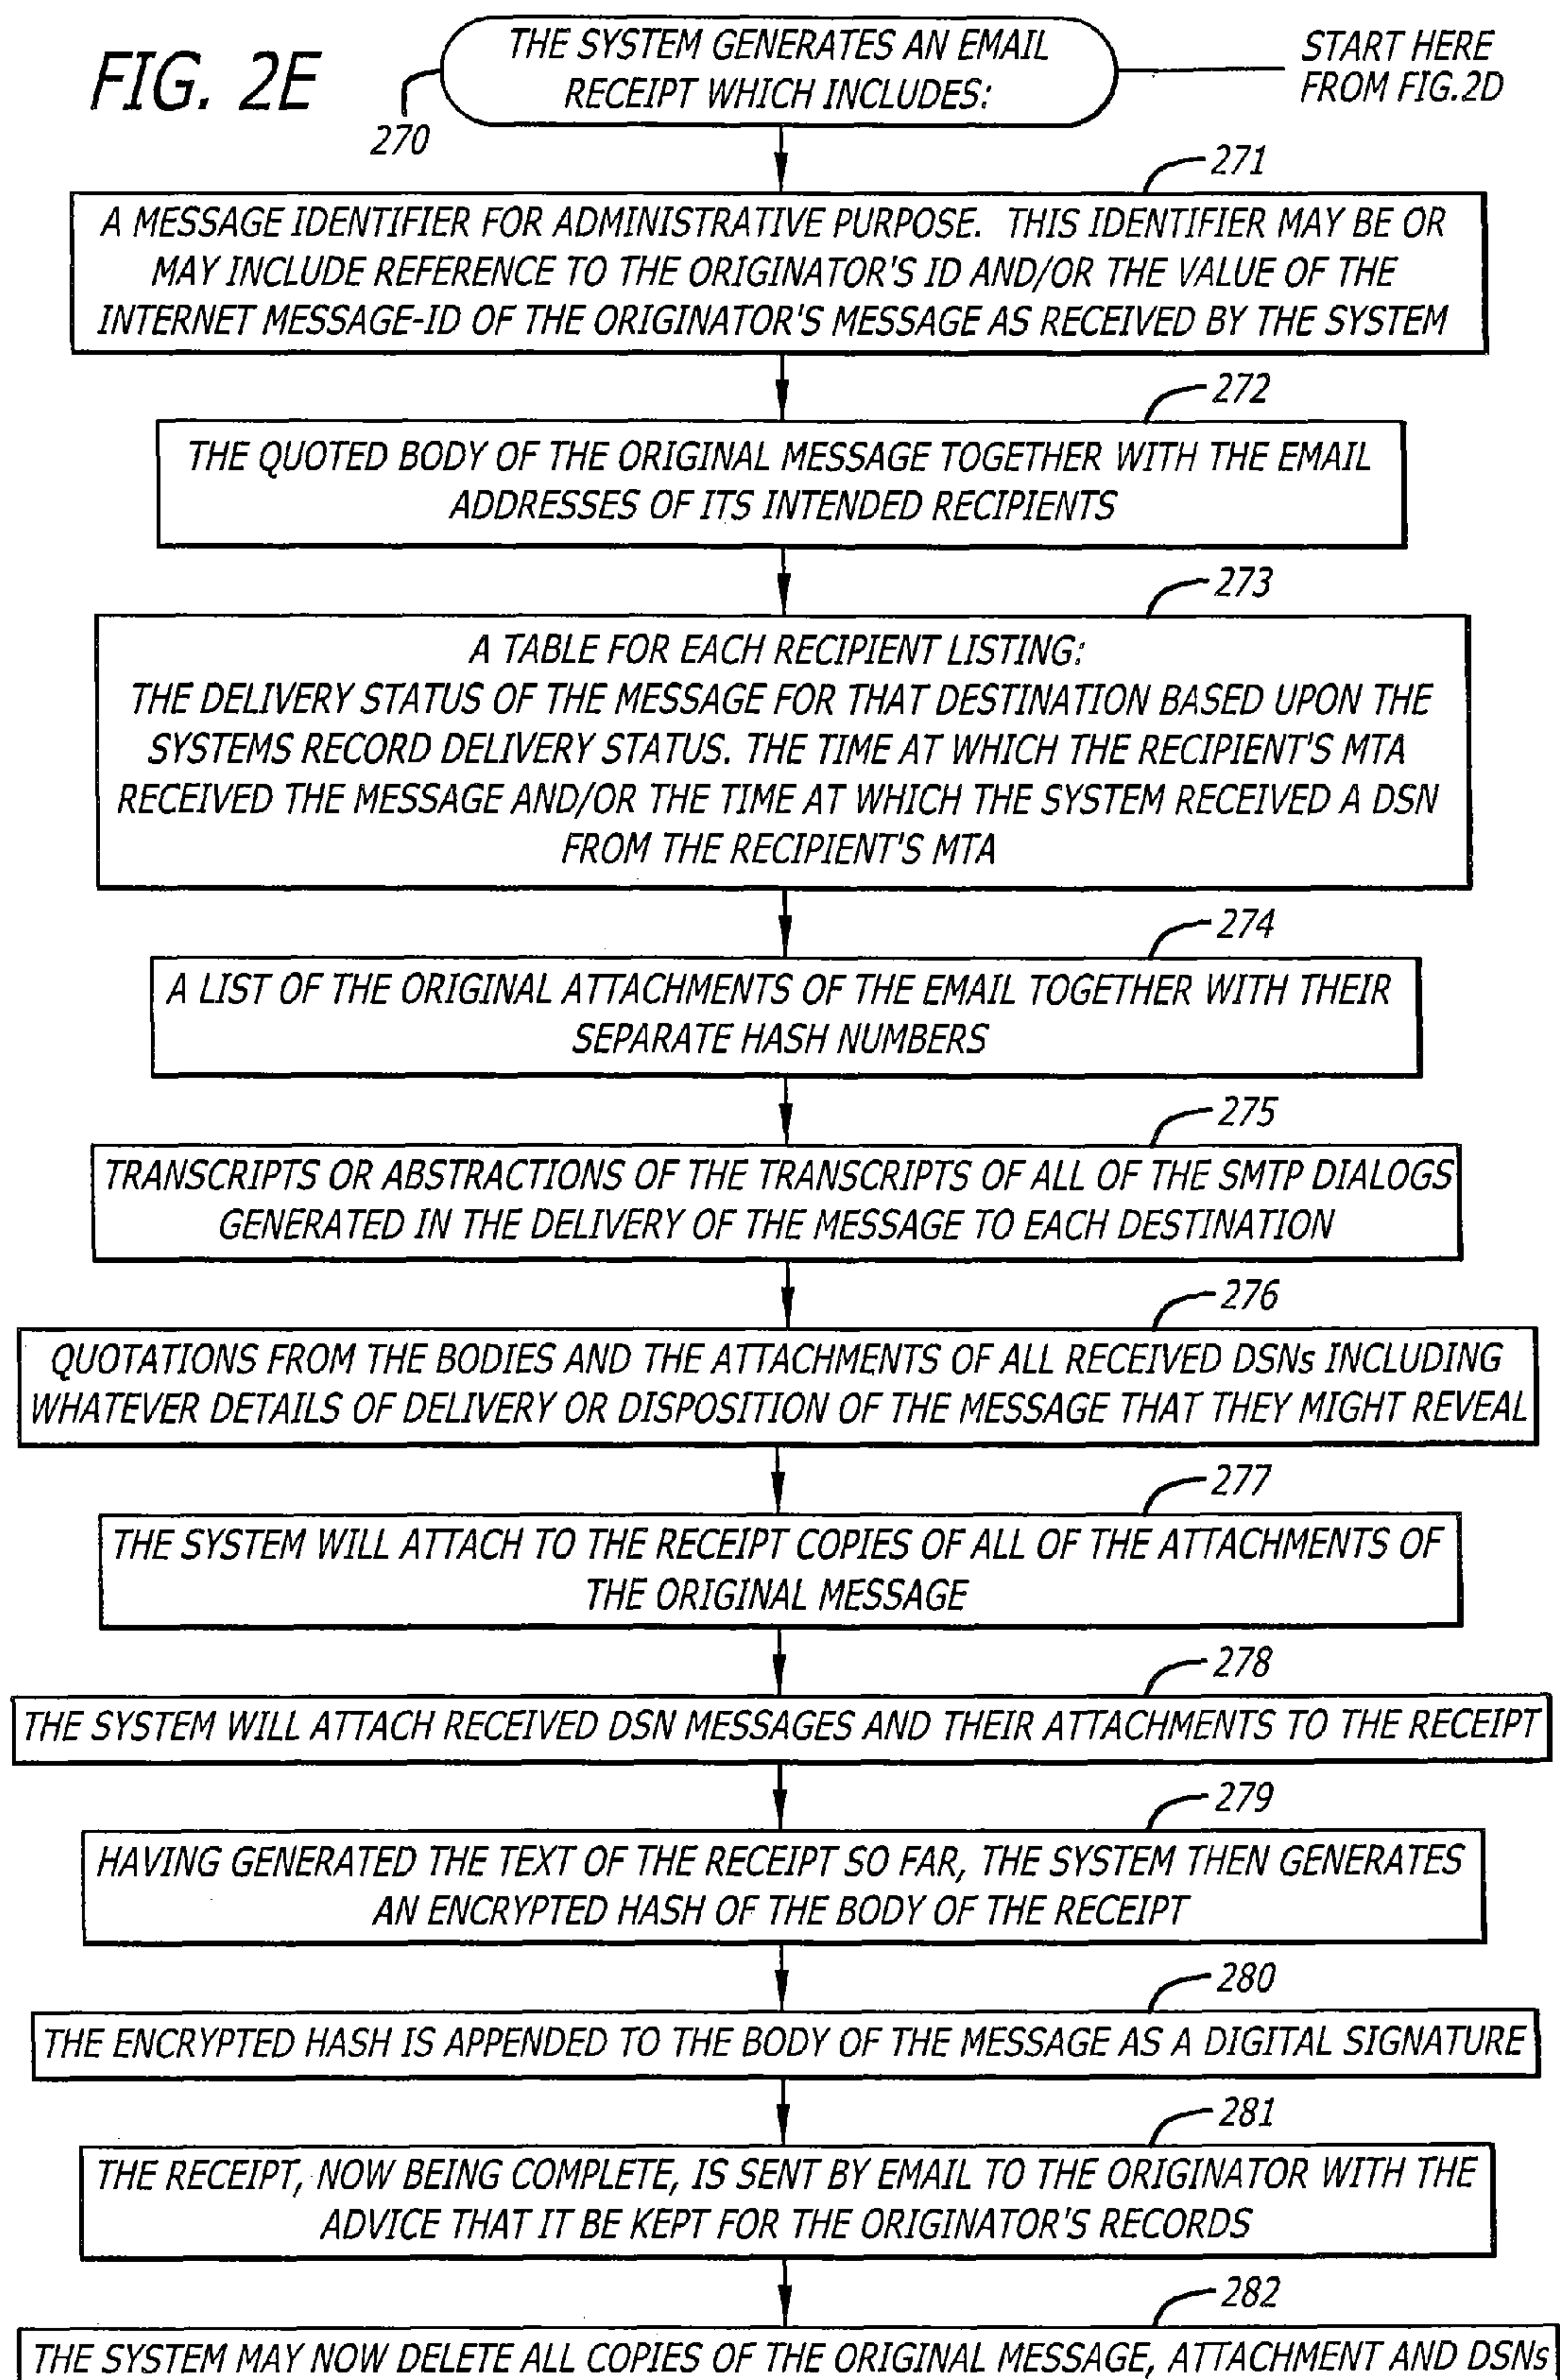 FIG. 2E
THE SYSTEM GENERATES AN EMAIL
RECEIPT WHICH INCLUDES:
START HERE
FROM FIG.2D
270
271
A MESSAGE IDENTIFIER FOR ADMINISTRATIVE PURPOSE. THIS IDENTIFIER MAY BE OR
MAY INCLUDE REFERENCE TO THE ORIGINATOR'S ID AND/OR THE VALUE OF THE
INTERNET MESSAGE-ID OF THE ORIGINATOR'S MESSAGE AS RECEIVED BY THE SYSTEM
272
THE QUOTED BODY OF THE ORIGINAL MESSAGE TOGETHER WITH THE EMAIL
ADDRESSES OF ITS INTENDED RECIPIENTS
273
A TABLE FOR EACH RECIPIENT LISTING:
THE DELIVERY STATUS OF THE MESSAGE FOR THAT DESTINATION BASED UPON THE
SYSTEMS RECORD DELIVERY STATUS. THE TIME AT WHICH THE RECIPIENT'S MTA
RECEIVED THE MESSAGE AND/OR THE TIME AT WHICH THE SYSTEM RECEIVED A DSN
FROM THE RECIPIENT'S MTA
274
A LIST OF THE ORIGINAL ATTACHMENTS OF THE EMAIL TOGETHER WITH THEIR
SEPARATE HASH NUMBERS
275
TRANSCRIPTS OR ABSTRACTIONS OF THE TRANSCRIPTS OF ALL OF THE SMTP DIALOGS
GENERATED IN THE DELIVERY OF THE MESSAGE TO EACH DESTINATION
276
QUOTATIONS FROM THE BODIES AND THE ATTACHMENTS OF ALL RECEIVED DSNs INCLUDING
WHATEVER DETAILS OF DELIVERY OR DISPOSITION OF THE MESSAGE THAT THEY MIGHT REVEAL
277
THE SYSTEM WILL ATTACH TO THE RECEIPT COPIES OF ALL OF THE ATTACHMENTS OF
THE ORIGINAL MESSAGE
278
THE SYSTEM WILL ATTACH RECEIVED DSN MESSAGES AND THEIR ATTACHMENTS TO THE RECEIPT
279
HAVING GENERATED THE TEXT OF THE RECEIPT SO FAR, THE SYSTEM THEN GENERATES
AN ENCRYPTED HASH OF THE BODY OF THE RECEIPT
280
THE ENCRYPTED HASH IS APPENDED TO THE BODY OF THE MESSAGE AS A DIGITAL SIGNATURE
281
THE RECEIPT, NOW BEING COMPLETE, IS SENT BY EMAIL TO THE ORIGINATOR WITH THE
ADVICE THAT IT BE KEPT FOR THE ORIGINATOR'S RECORDS
282
THE SYSTEM MAY NOW DELETE ALL COPIES OF THE ORIGINAL MESSAGE, ATTACHMENT AND DSNs